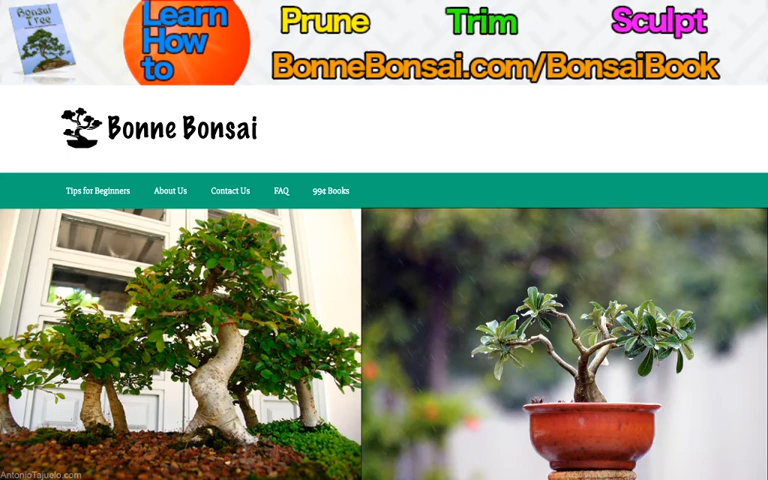 Bonsai
Tree
Learn
How
to
Prune
Trim
Sculpt
BonneBonsai.com/BonsaiBook
Bonne Bonsai
Tips for Beginners
About Us
Contact Us
FAQ
99¢ Books
AntonioTajuelo.com